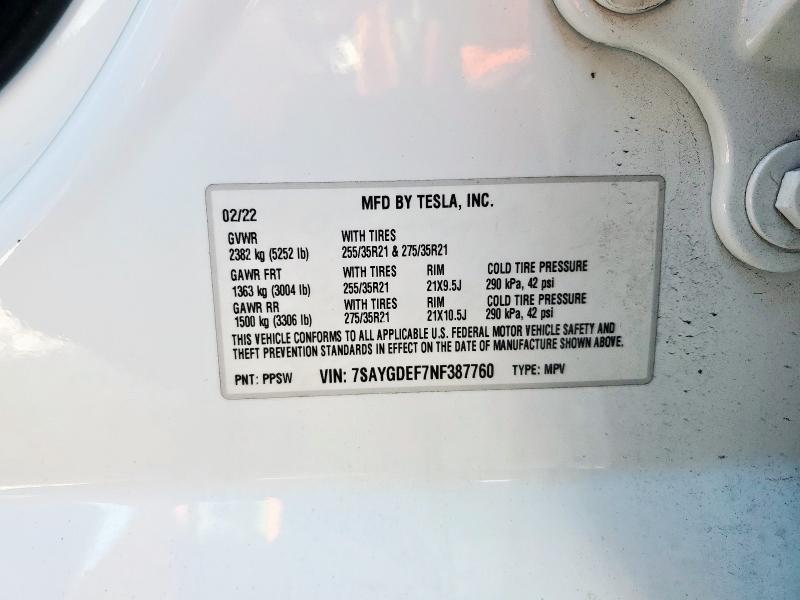 MFD BY TESLA, INC.
02/22
GVWR WITH TIRES
2382 kg (5252 lb) 255/35R21 & 275/35R21
GAWR FRT WITH TIRES RIM COLD TIRE PRESSURE
1363 kg (3004 lb) 255/35R21 21X9.5J 290 kPa, 42 psi
GAWR RR WITH TIRES RIM COLD TIRE PRESSURE
1500 kg (3306 lb) 275/35R21 21X10.5J 290 kPa, 42 psi
THIS VEHICLE CONFORMS TO ALL APPLICABLE U.S. FEDERAL MOTOR VEHICLE SAFETY AND
THEFT PREVENTION STANDARDS IN EFFECT ON THE DATE OF MANUFACTURE SHOWN ABOVE.
PNT: PPSW VIN: 7SAYGDEF7NF387760 TYPE: MPV